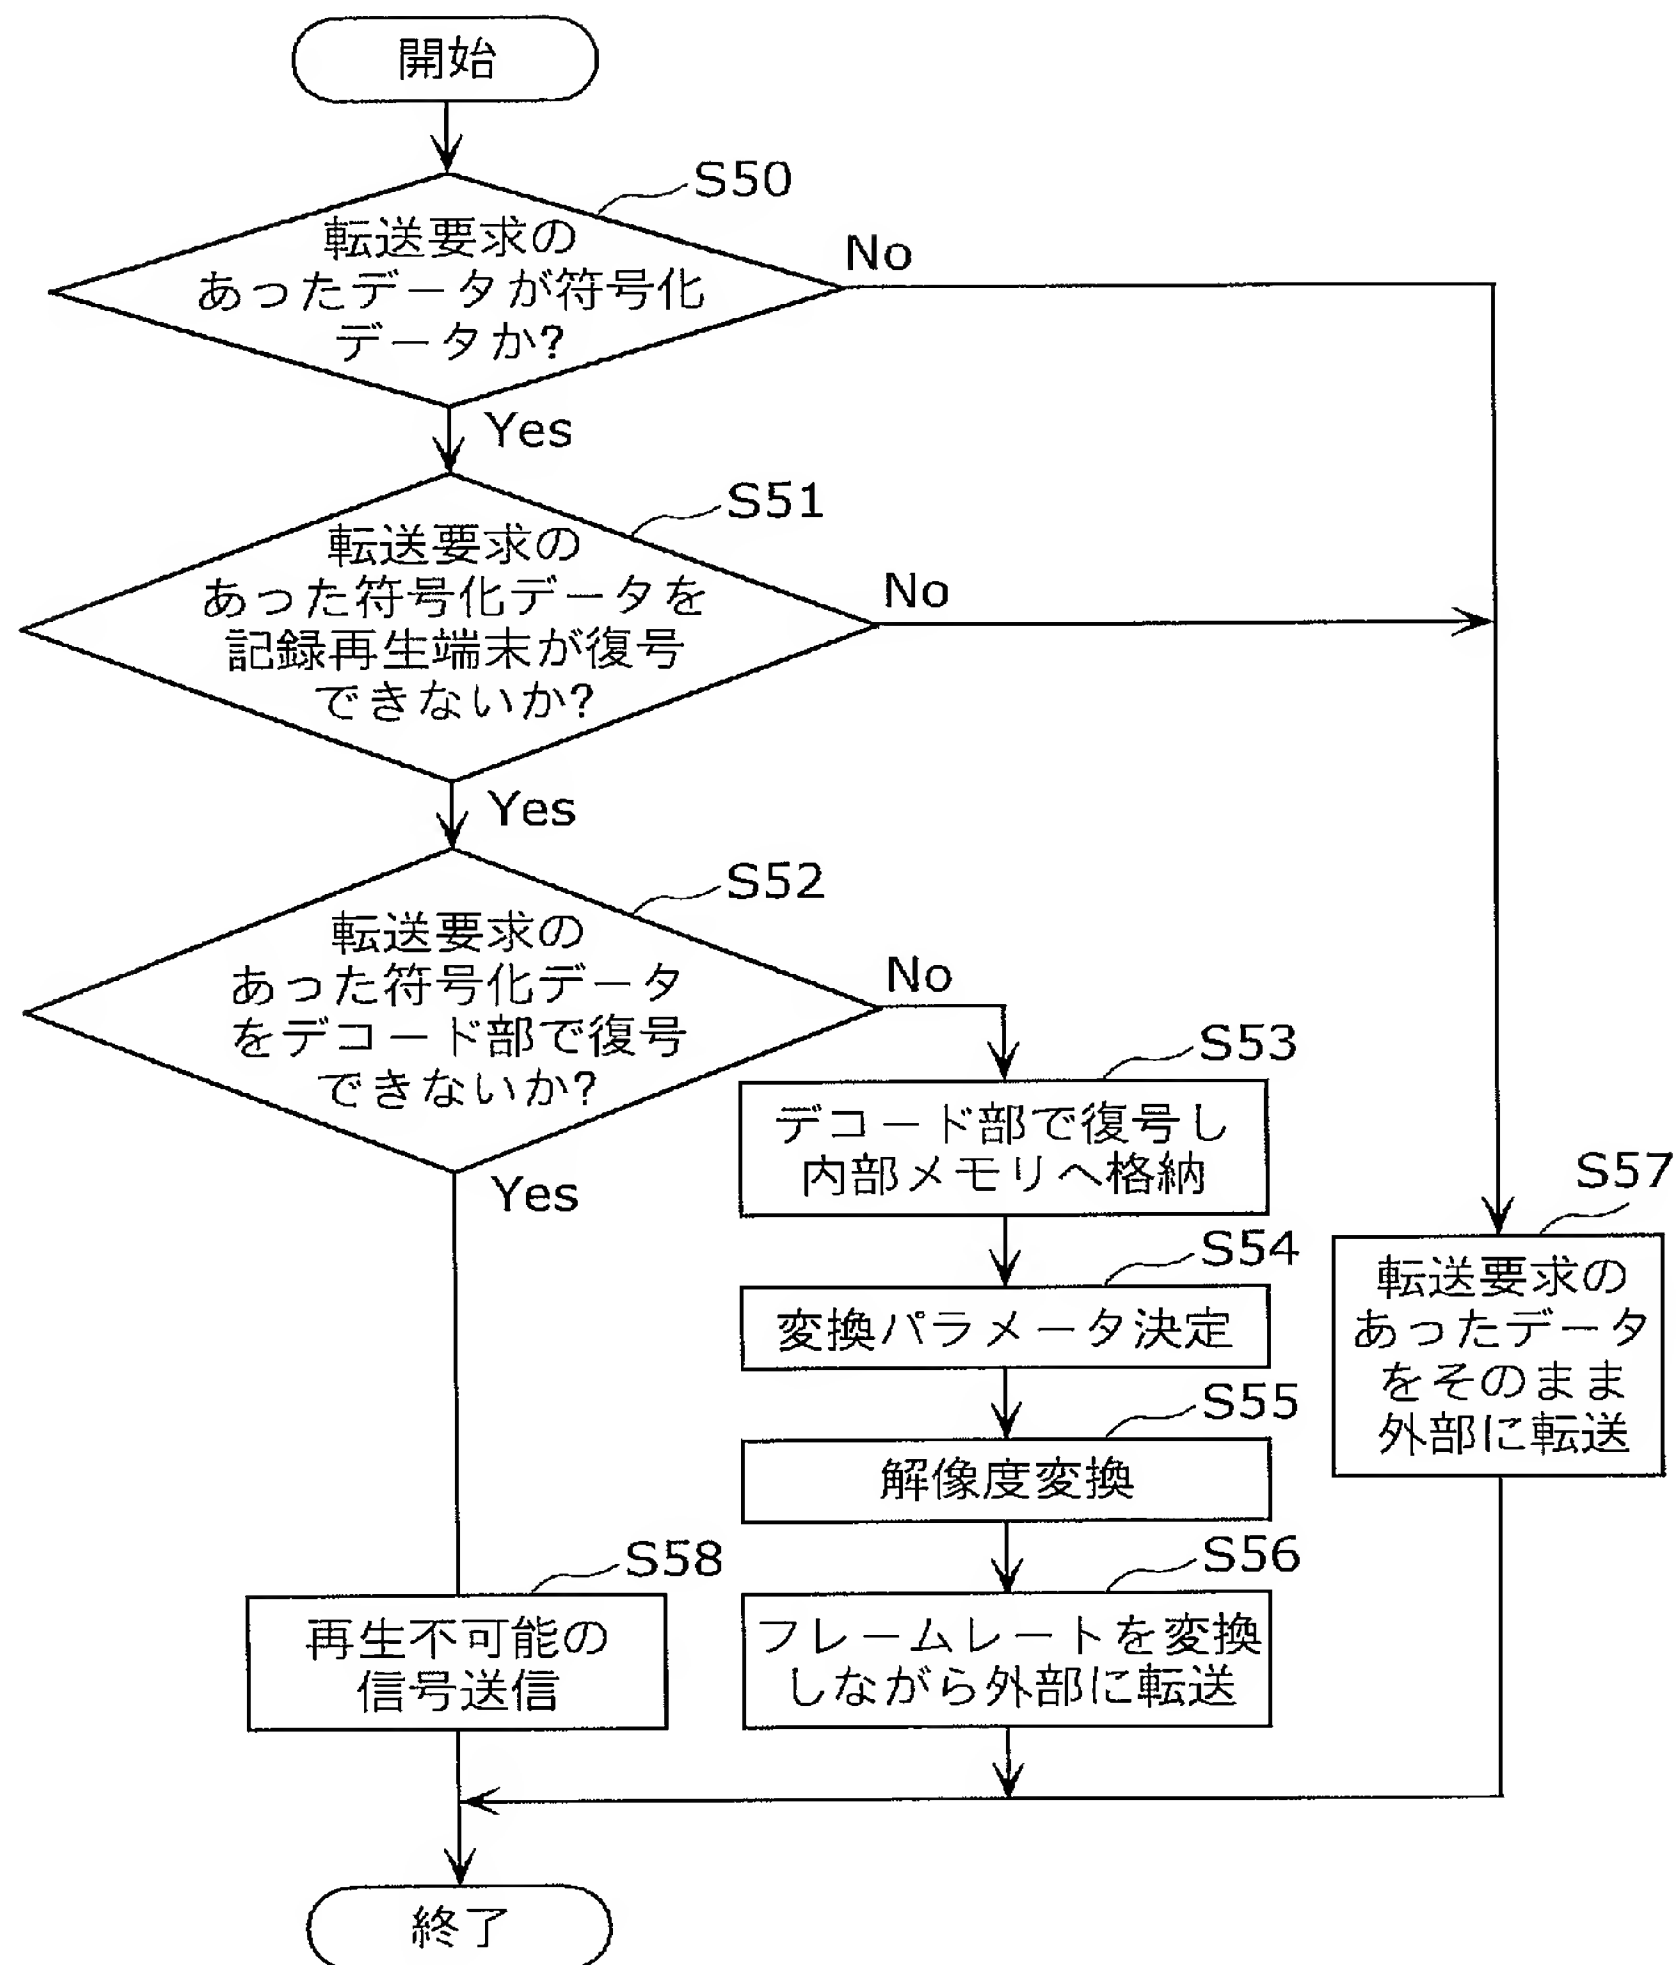 開始
S50
転送要求の
あったデータが符号化
データか?
No
Yes
S51
転送要求の
あった符号化データを
記録再生端末が復号
できないか?
No
Yes
S52
転送要求の
あった符号化データ
をデコード部で復号
できないか?
No
Yes
S53
デコード部で復号し
内部メモリへ格納
S54
変換パラメータ決定
S55
解像度変換
S56
フレームレートを変換
しながら外部に転送
S57
転送要求の
あったデータ
をそのまま
外部に転送
S58
再生不可能の
信号送信
終了